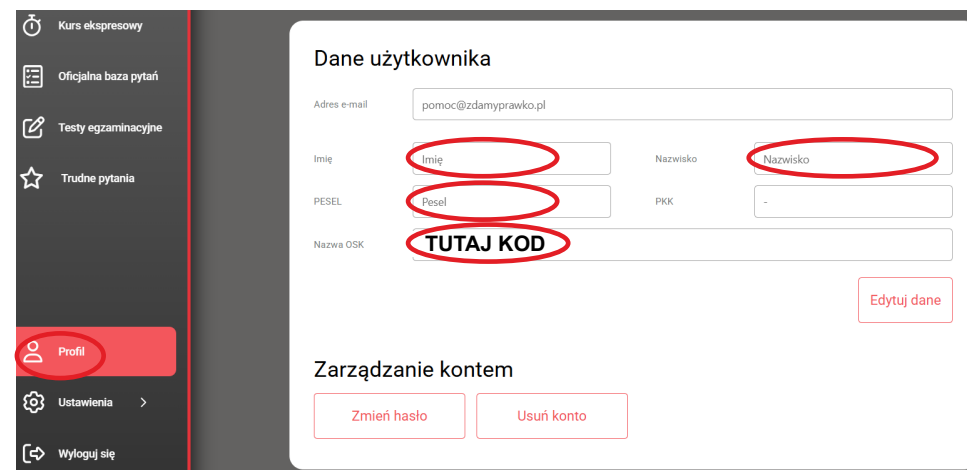 Kurs ekspresowy
Oficjalna baza pytań
Testy egzaminacyjne
Trudne pytania
Profil
Ustawienia
Wyloguj się
Dane użytkownika
Adres e-mail pomoc@zdamyprawko.pl
Imię Imię Nazwisko Nazwisko
PESEL Pesel PKK -
Nazwa OSK TUTAJ KOD
Edytuj dane
Zarządzanie kontem
Zmień hasło Usuń konto